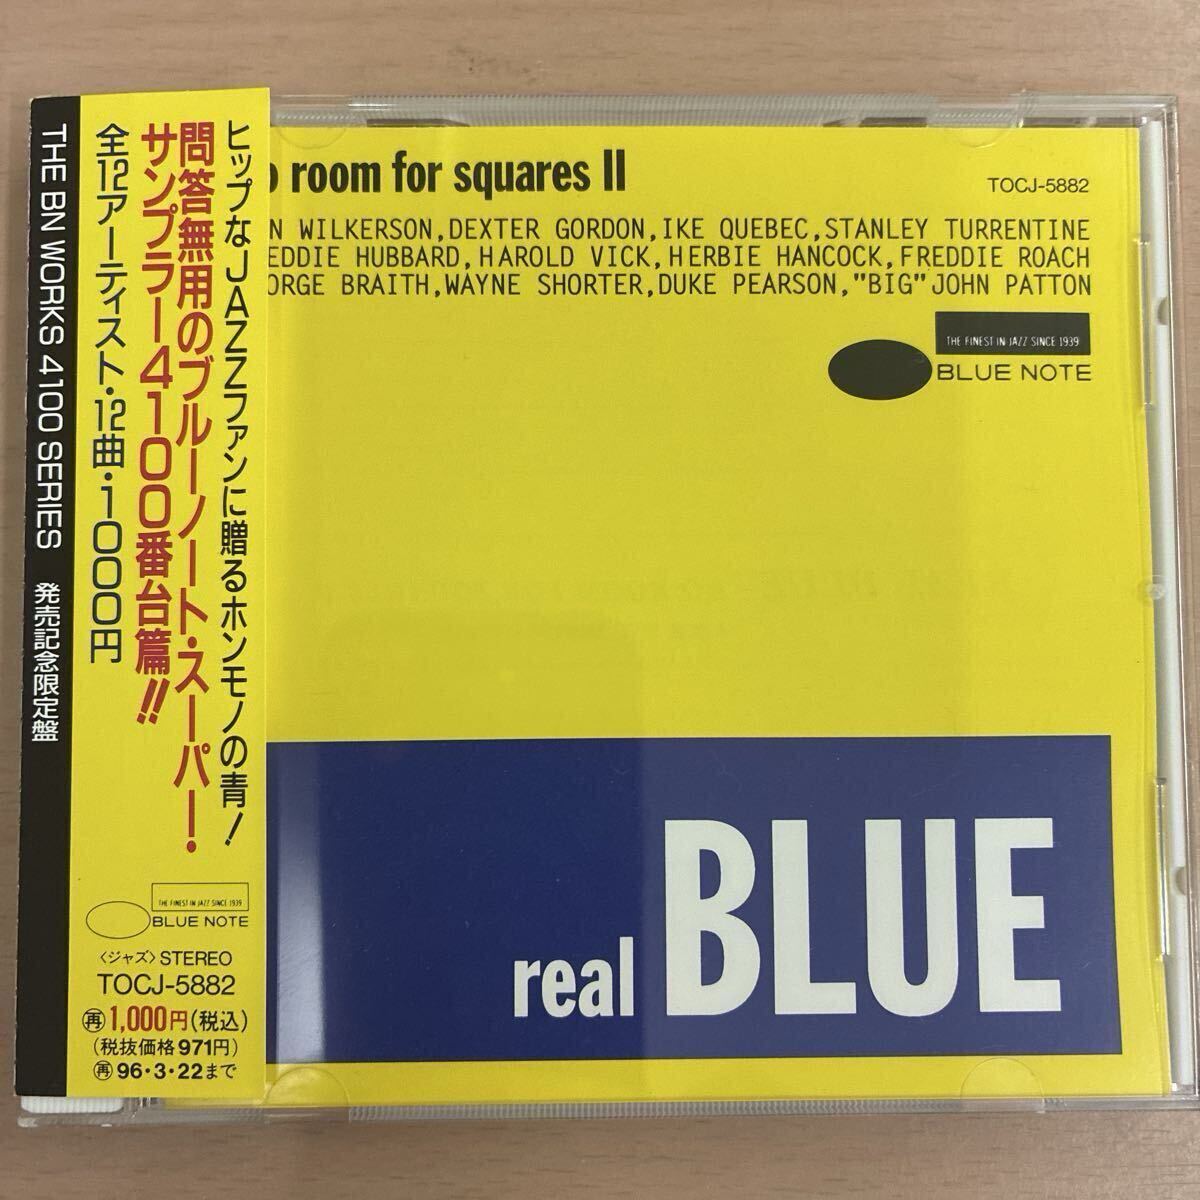 THE BN WORKS 4100 SERIES 発売記念限定盤
ヒップなJAZZファンに贈るホンモノの青!
問答無用のブルーノート・スーパー・
サンプラー4100番台篇!!
全12アーティスト・12曲・1000円
THE FINEST IN JAZZ SINCE 1939
BLUE NOTE
〈ジャズ〉STEREO
TOCJ-5882
再1,000円(税込)
(税抜価格971円)
再96・3・22まで
room for squares II
TOCJ-5882
WILKERSON,DEXTER GORDON,IKE QUEBEC,STANLEY TURRENTINE
EDDIE HUBBARD,HAROLD VICK,HERBIE HANCOCK,FREDDIE ROACH
ORGE BRAITH,WAYNE SHORTER,DUKE PEARSON,"BIG"JOHN PATTON
THE FINEST IN JAZZ SINCE 1939
BLUE NOTE
real BLUE